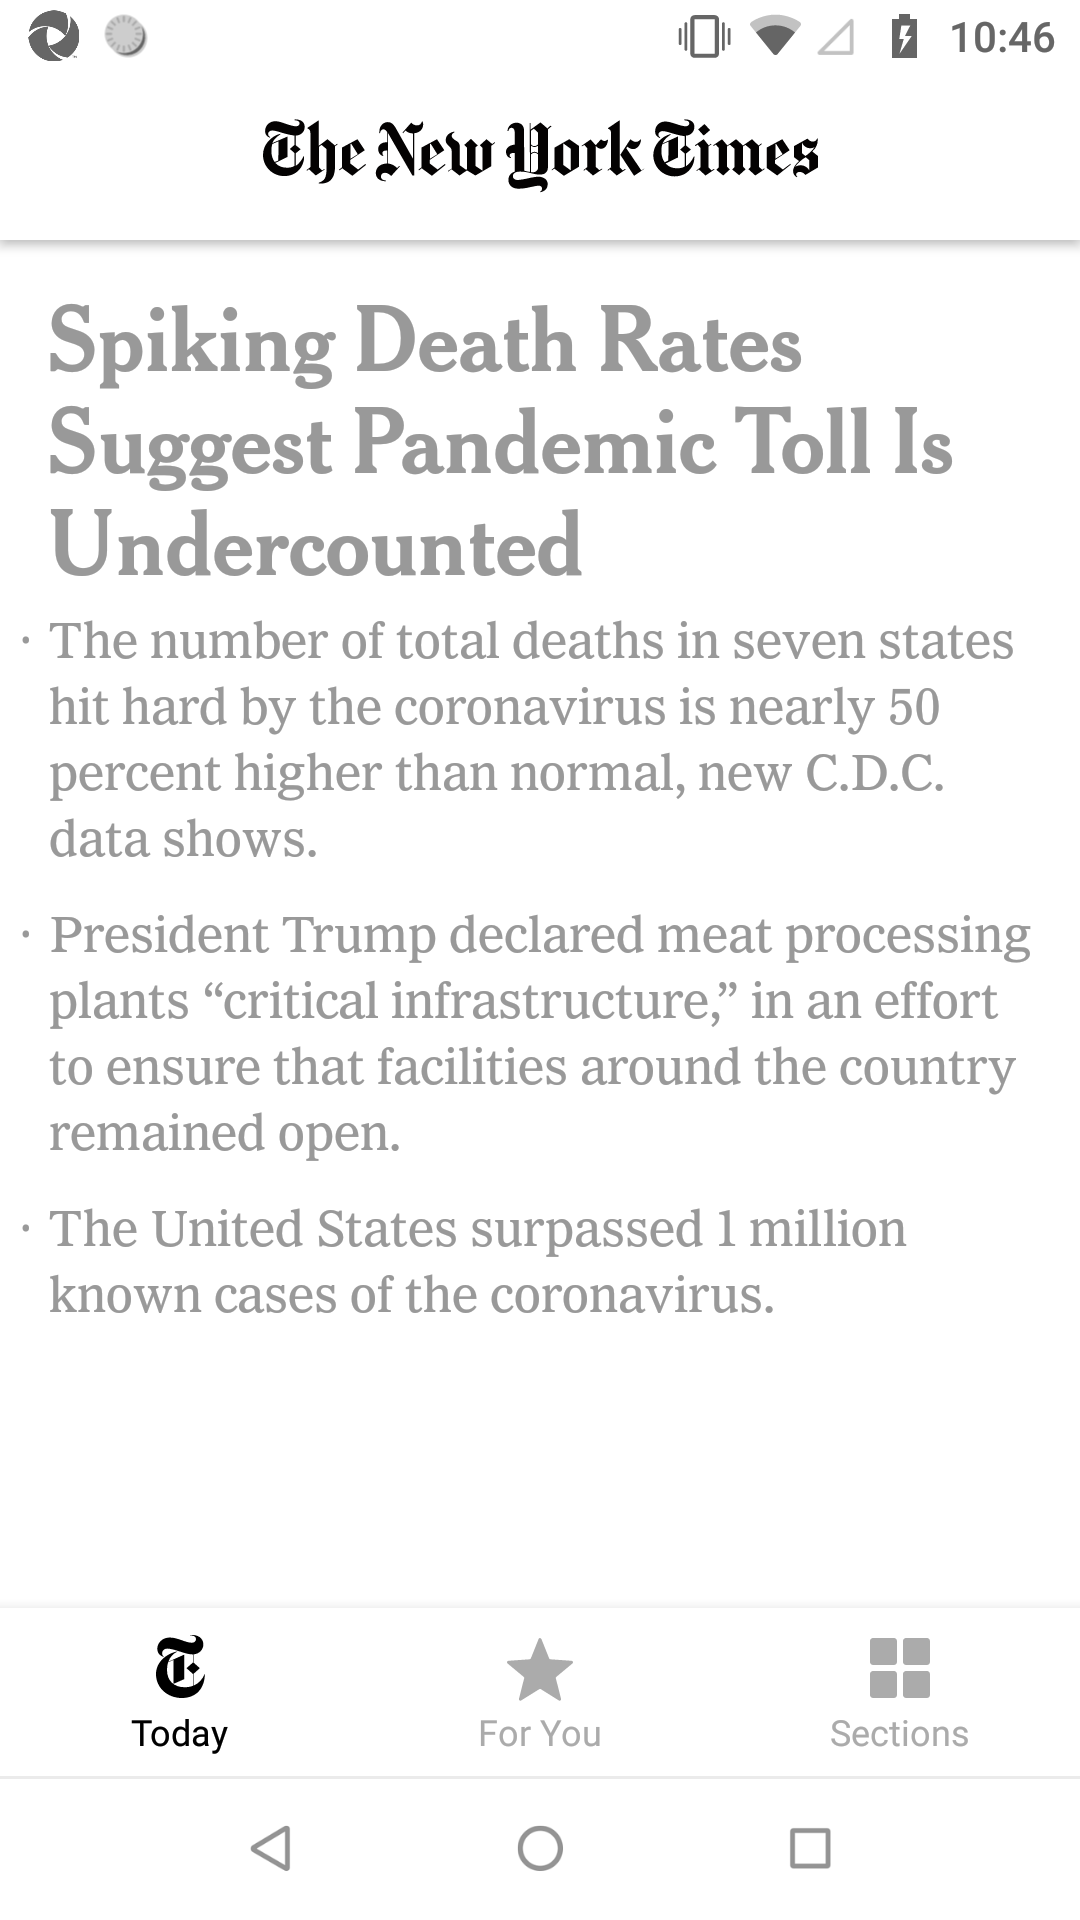 10:46
The New York Times
Spiking Death Rates
Suggest Pandemic Toll Is
Undercounted
· The number of total deaths in seven states
hit hard by the coronavirus is nearly 50
percent higher than normal, new C.D.C.
data shows.
· President Trump declared meat processing
plants “critical infrastructure,” in an effort
to ensure that facilities around the country
remained open.
· The United States surpassed 1 million
known cases of the coronavirus.
T
Today
For You
Sections